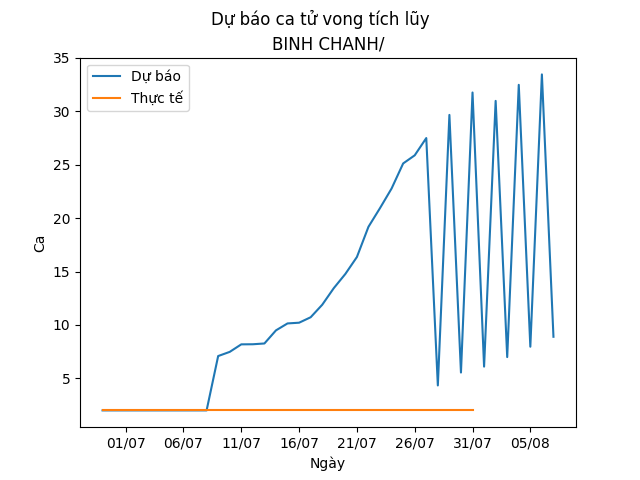 Dự báo ca tử vong tích lũy
BINH CHANH/
35
30
25
20
15
10
5
Ca
Dự báo
Thực tế
01/07 06/07 11/07 16/07 21/07 26/07 31/07 05/08
Ngày